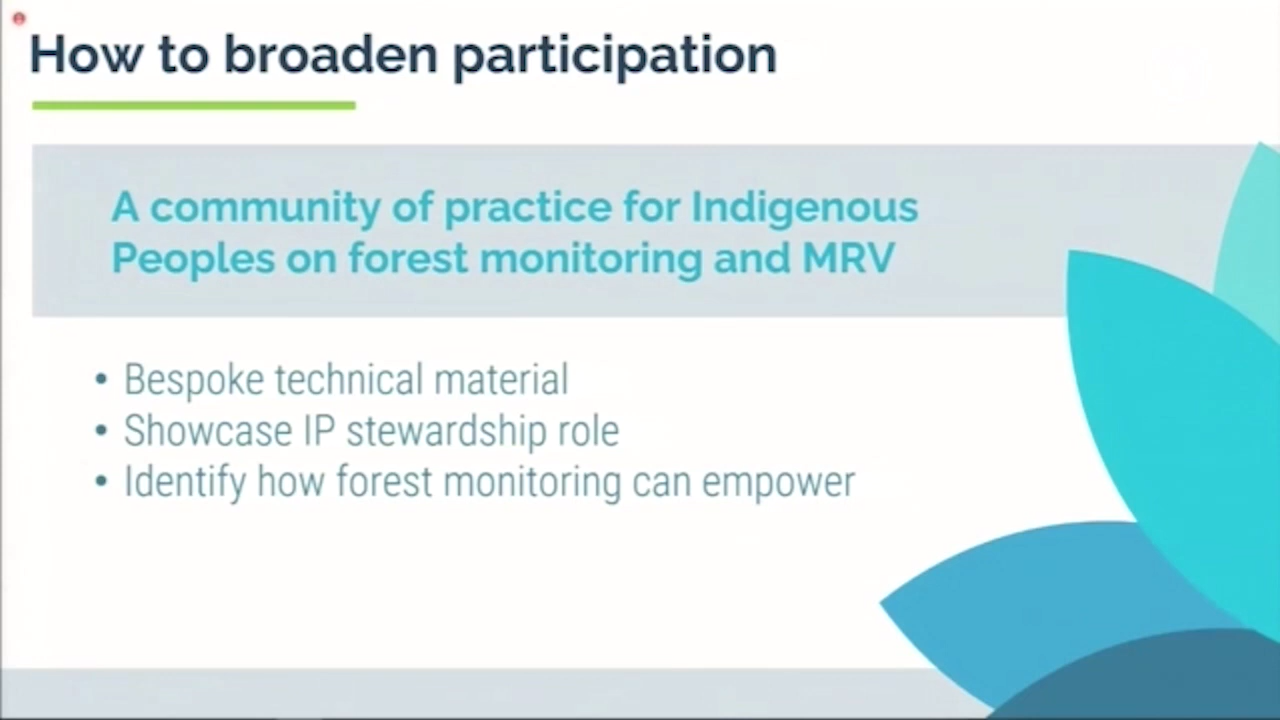 How to broaden participation
A community of practice for Indigenous
Peoples on forest monitoring and MRV
• Bespoke technical material
• Showcase IP stewardship role
• Identify how forest monitoring can empower